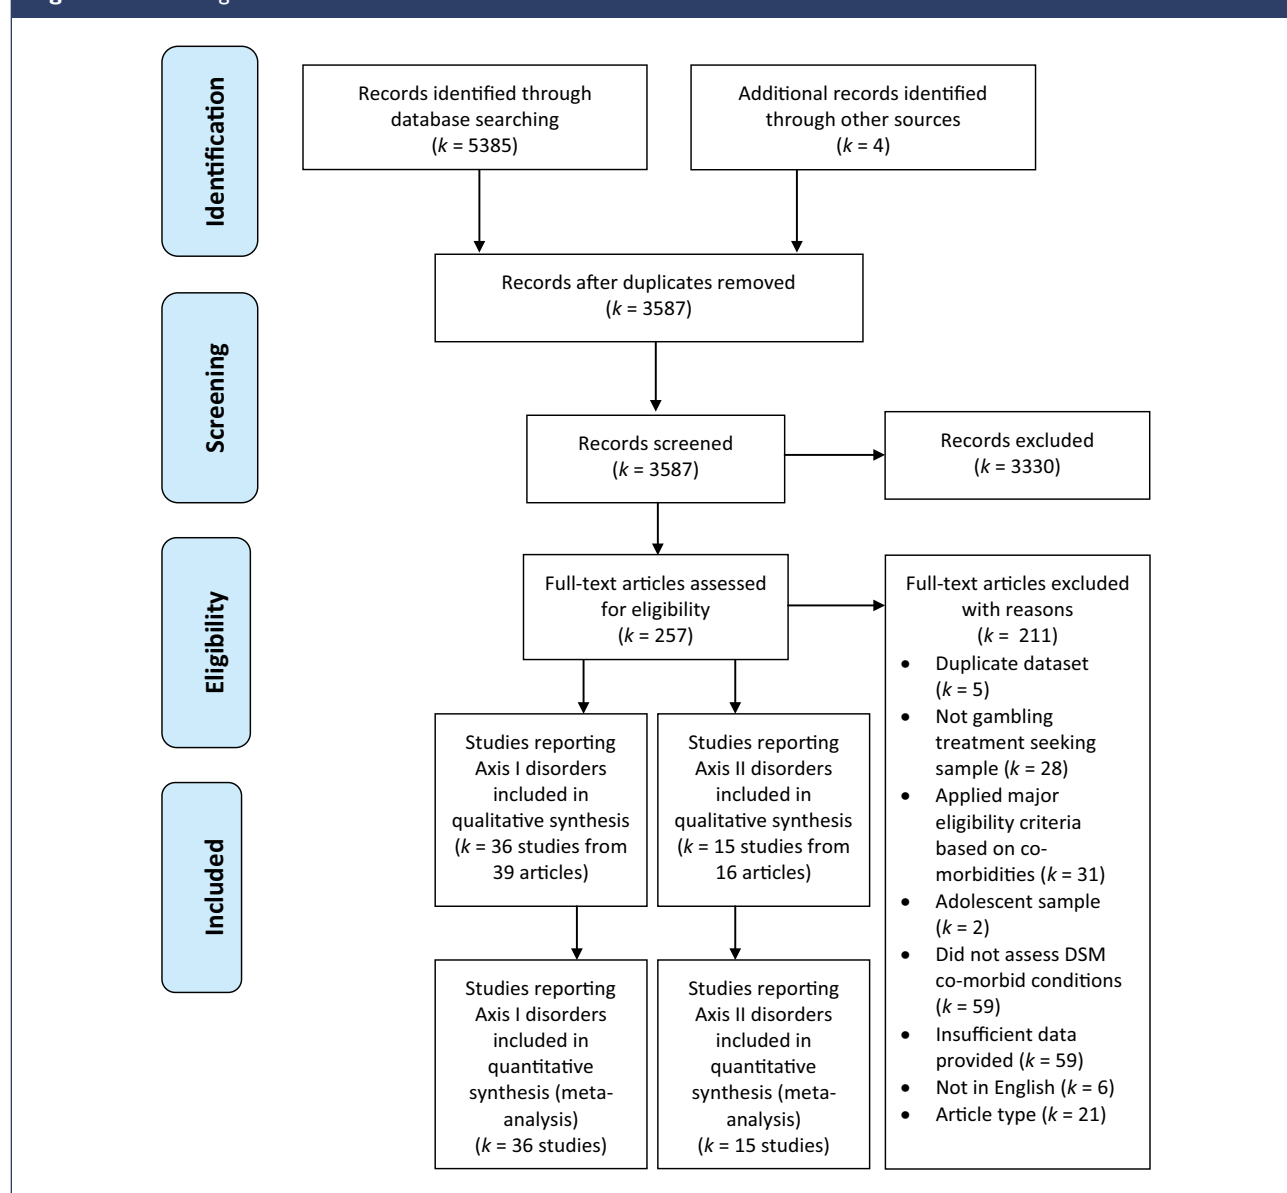 Identification
Records identified through
database searching
(k = 5385)
Additional records identified
through other sources
(k = 4)
Records after duplicates removed
(k = 3587)
Screening
Records screened
(k = 3587)
Records excluded
(k = 3330)
Eligibility
Full-text articles assessed
for eligibility
(k = 257)
Full-text articles excluded
with reasons
(k = 211)
• Duplicate dataset
(k = 5)
• Not gambling
treatment seeking
sample (k = 28)
• Applied major
eligibility criteria
based on co-
morbidities (k = 31)
• Adolescent sample
(k = 2)
• Did not assess DSM
co-morbid conditions
(k = 59)
• Insufficient data
provided (k = 59)
• Not in English (k = 6)
• Article type (k = 21)
Studies reporting
Axis I disorders
included in
qualitative synthesis
(k = 36 studies from
39 articles)
Studies reporting
Axis II disorders
included in
qualitative synthesis
(k = 15 studies from
16 articles)
Included
Studies reporting
Axis I disorders
included in
quantitative
synthesis (meta-
analysis)
(k = 36 studies)
Studies reporting
Axis II disorders
included in
quantitative
synthesis (meta-
analysis)
(k = 15 studies)